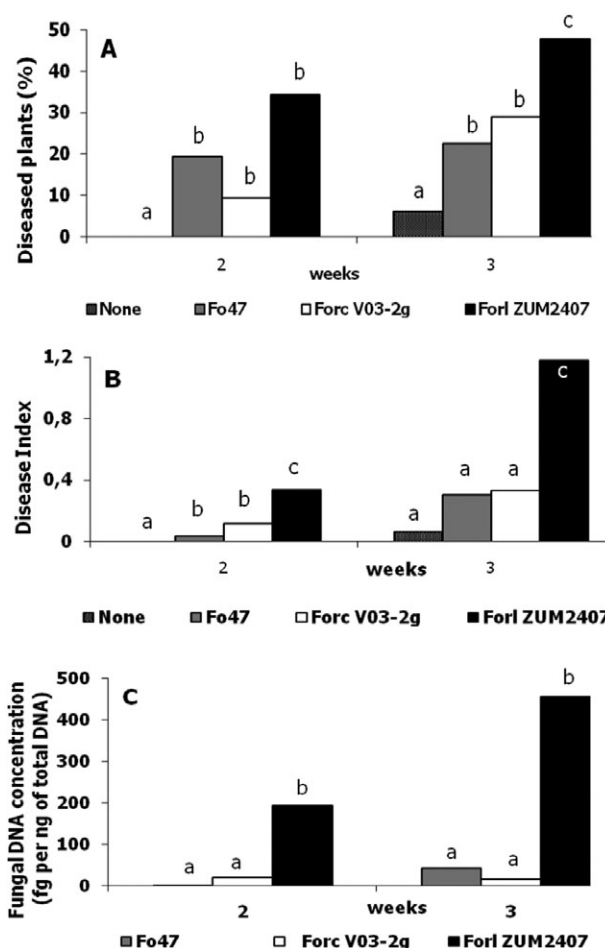 A
Diseased plants (%)
50
40
30
20
10
0
a
b
b
b
a
b
b
c
2
weeks
3
None Fo47 Forc V03-2g Forl ZUM2407
B
Disease Index
1,2
0,8
0,4
0
a
b
b
c
a
a
a
c
2
weeks
3
None Fo47 Forc V03-2g Forl ZUM2407
C
Fungal DNA concentration
(fg per ng of total DNA)
500
400
300
200
100
0
a
a
b
a
a
b
2
weeks
3
Fo47 Forc V03-2g Forl ZUM2407